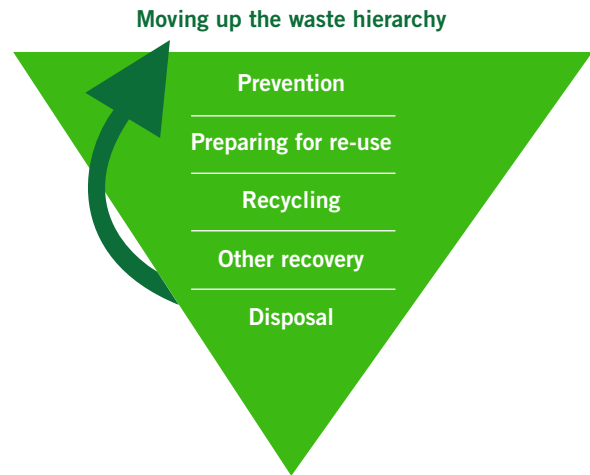 Moving up the waste hierarchy
Prevention
Preparing for re-use
Recycling
Other recovery
Disposal